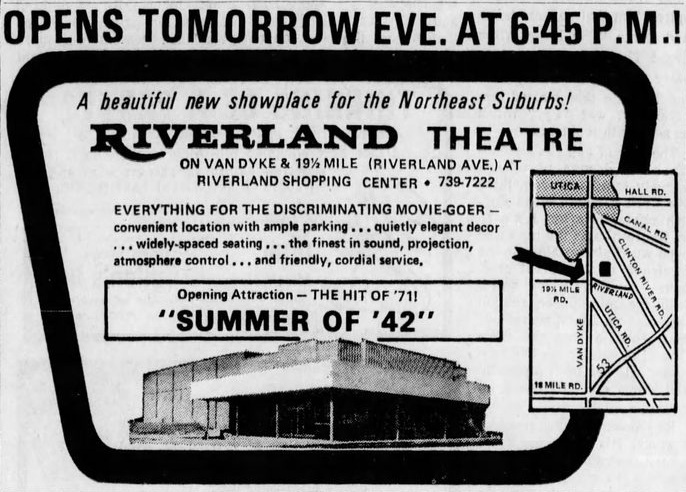 OPENS TOMORROW EVE. AT 6:45 P.M.!
A beautiful new showplace for the Northeast Suburbs!
RIVERLAND THEATRE
ON VAN DYKE & 19½ MILE (RIVERLAND AVE.) AT
RIVERLAND SHOPPING CENTER • 739-7222
EVERYTHING FOR THE DISCRIMINATING MOVIE-GOER —
convenient location with ample parking ... quietly elegant decor
... widely-spaced seating ... the finest in sound, projection,
atmosphere control ... and friendly, cordial service.
Opening Attraction — THE HIT OF '71!
"SUMMER OF '42"
UTICA
HALL RD.
CANAL RD.
CLINTON RIVER RD.
19½ MILE
RD.
RIVERLAND
UTICA RD.
VAN DYKE
53
18 MILE RD.